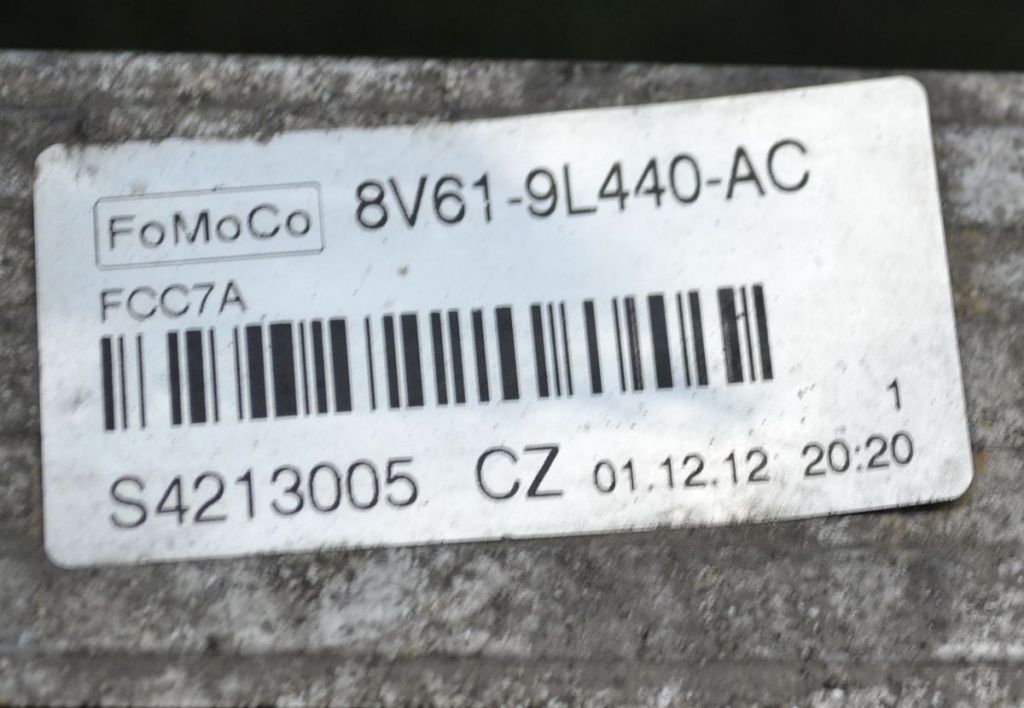 FoMoCo 8V61-9L440-AC
FCC7A
1
S4213005 CZ 01.12.12 20:20